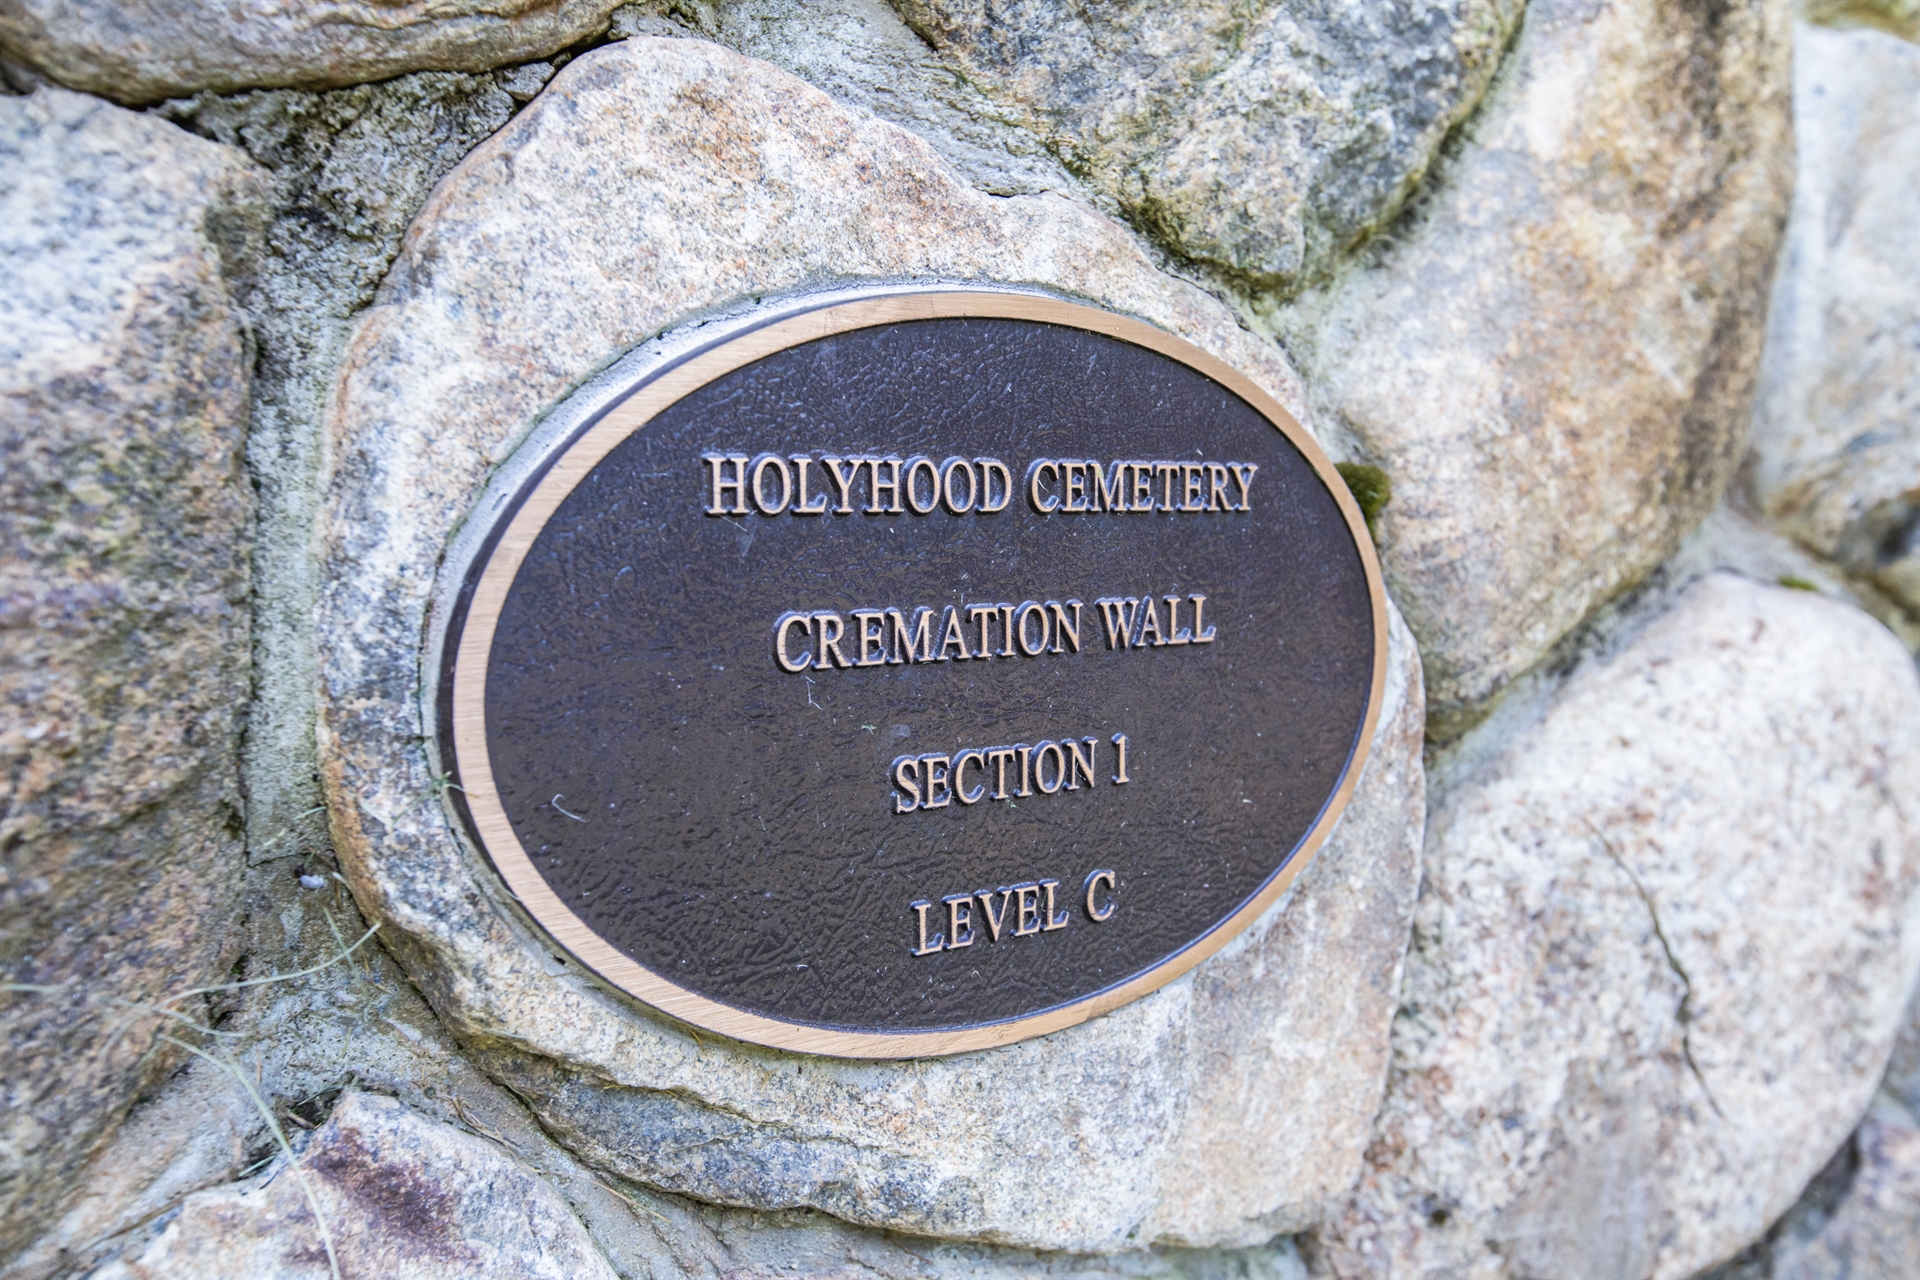 HOLYHOOD CEMETERY
CREMATION WALL
SECTION 1
LEVEL C